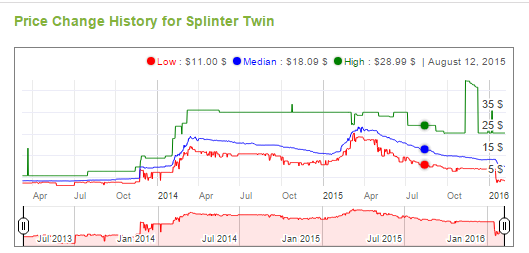 Price Change History for Splinter Twin
Low : $11.00 $ Median : $18.09 $ High : $28.99 $ | August 12, 2015
35 $
25 $
15 $
5 $
Apr Jul Oct 2014 Apr Jul Oct 2015 Apr Jul Oct 2016
Jul 2013 Jan 2014 Jul 2014 Jan 2015 Jul 2015 Jan 2016